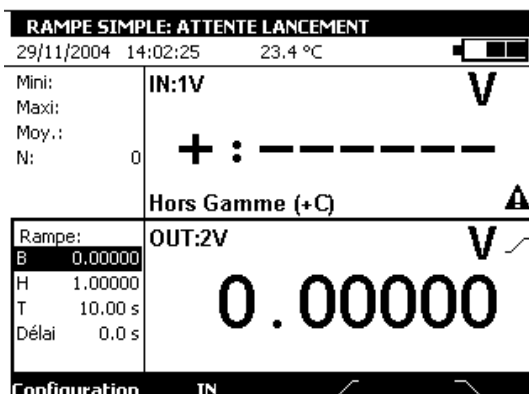 RAMPE SIMPLE: ATTENTE LANCEMENT
29/11/2004 14:02:25 23.4 °C
Mini:
Maxi:
Moy.:
N: 0
IN:1V V
+ : ------
Hors Gamme (+C)
Rampe:
B 0.00000
H 1.00000
T 10.00 s
Délai 0.0 s
OUT:2V V
0.00000
Configuration IN